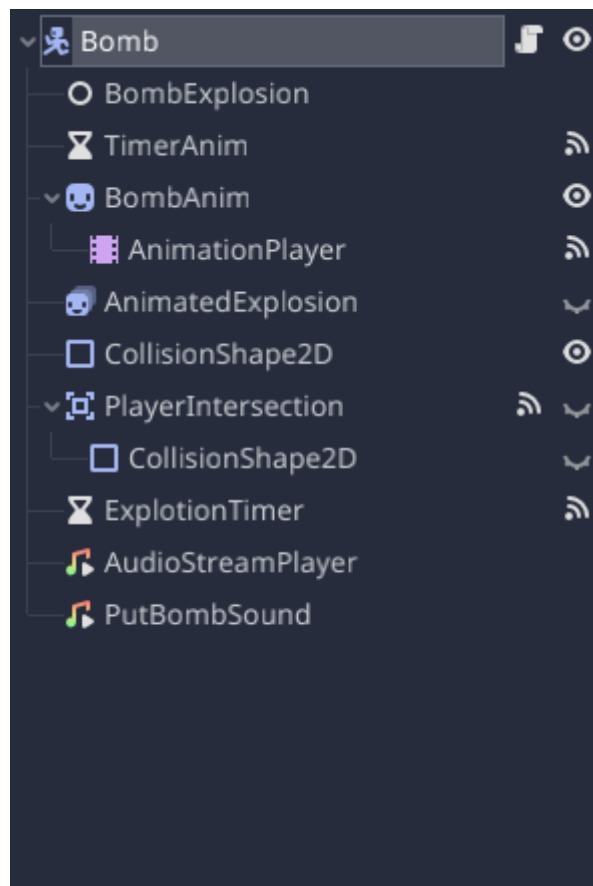 Bomb
BombExplosion
TimerAnim
BombAnim
AnimationPlayer
AnimatedExplosion
CollisionShape2D
PlayerIntersection
CollisionShape2D
ExplotionTimer
AudioStreamPlayer
PutBombSound